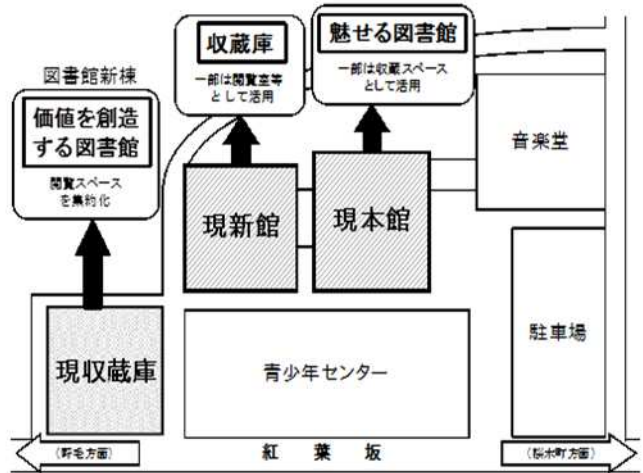 図書館新棟
価値を創造
する図書館
閲覧スペース
を集約化
収蔵庫
一部は閲覧室等
として活用
魅せる図書館
一部は収蔵スペース
として活用
音楽堂
現新館
現本館
現収蔵庫
青少年センター
駐車場
(野毛方面)
紅葉坂
(桜木町方面)